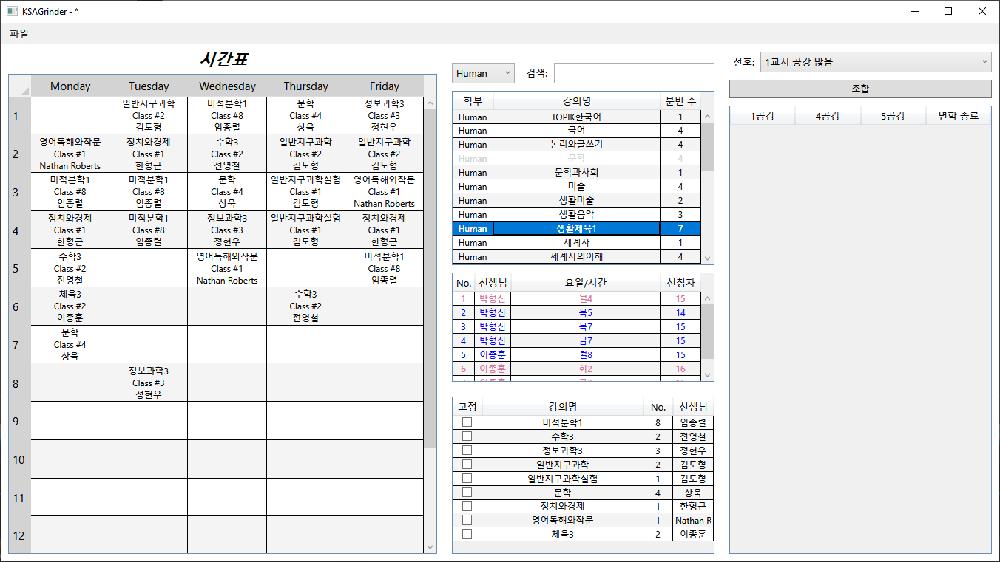 KSAGrinder - *
파일
시간표
Monday Tuesday Wednesday Thursday Friday
1 일반지구과학 미적분학1 문학 정보과학3
Class #2 Class #8 Class #4 Class #3
김도형 임종렬 상욱 정현우
2 영어독해와작문 정치와경제 수학3 일반지구과학 일반지구과학
Class #1 Class #1 Class #2 Class #2 Class #2
Nathan Roberts 한형근 전영철 김도형 김도형
3 미적분학1 미적분학1 문학 일반지구과학실험 영어독해와작문
Class #8 Class #8 Class #4 Class #1 Class #1
임종렬 임종렬 상욱 김도형 Nathan Roberts
4 정치와경제 미적분학1 정보과학3 일반지구과학실험 정치와경제
Class #1 Class #8 Class #3 Class #1 Class #1
한형근 임종렬 정현우 김도형 한형근
5 수학3 영어독해와작문 미적분학1
Class #2 Class #1 Class #8
전영철 Nathan Roberts 임종렬
6 체육3 수학3
Class #2 Class #2
이종훈 전영철
7 문학
Class #4
상욱
8 정보과학3
Class #3
정현우
9
10
11
12
Human 검색:
학부 강의명 분반 수
Human TOPIK한국어 1
Human 국어 4
Human 논리와글쓰기 4
Human 문학 4
Human 문학과사회 1
Human 미술 4
Human 생활미술 2
Human 생활음악 3
Human 생활체육1 7
Human 세계사 1
Human 세계사의이해 4
No. 선생님 요일/시간 신청자
1 박형진 월4 15
2 박형진 목5 14
3 박형진 목7 15
4 박형진 금7 15
5 이종훈 월8 15
6 이종훈 화2 16
고정 강의명 No. 선생님
미적분학1 8 임종렬
수학3 2 전영철
정보과학3 3 정현우
일반지구과학 2 김도형
일반지구과학실험 1 김도형
문학 4 상욱
정치와경제 1 한형근
영어독해와작문 1 Nathan R
체육3 2 이종훈
선호: 1교시 공강 많음
조합
1공강 4공강 5공강 면학 종료